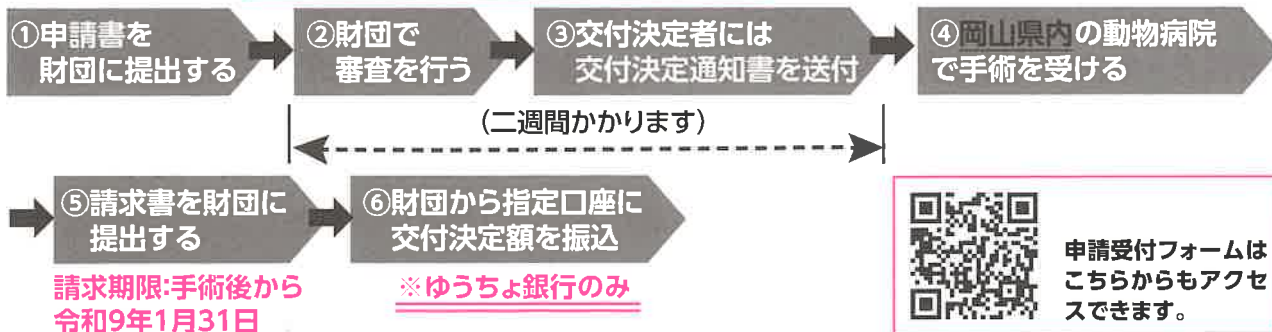 ①申請書を
財団に提出する
②財団で
審査を行う
③交付決定者には
交付決定通知書を送付
④岡山県内の動物病院
で手術を受ける
(二週間かかります)
⑤請求書を財団に
提出する
⑥財団から指定口座に
交付決定額を振込
請求期限:手術後から
令和9年1月31日
※ゆうちょ銀行のみ
申請受付フォームは
こちらからもアクセ
スできます。